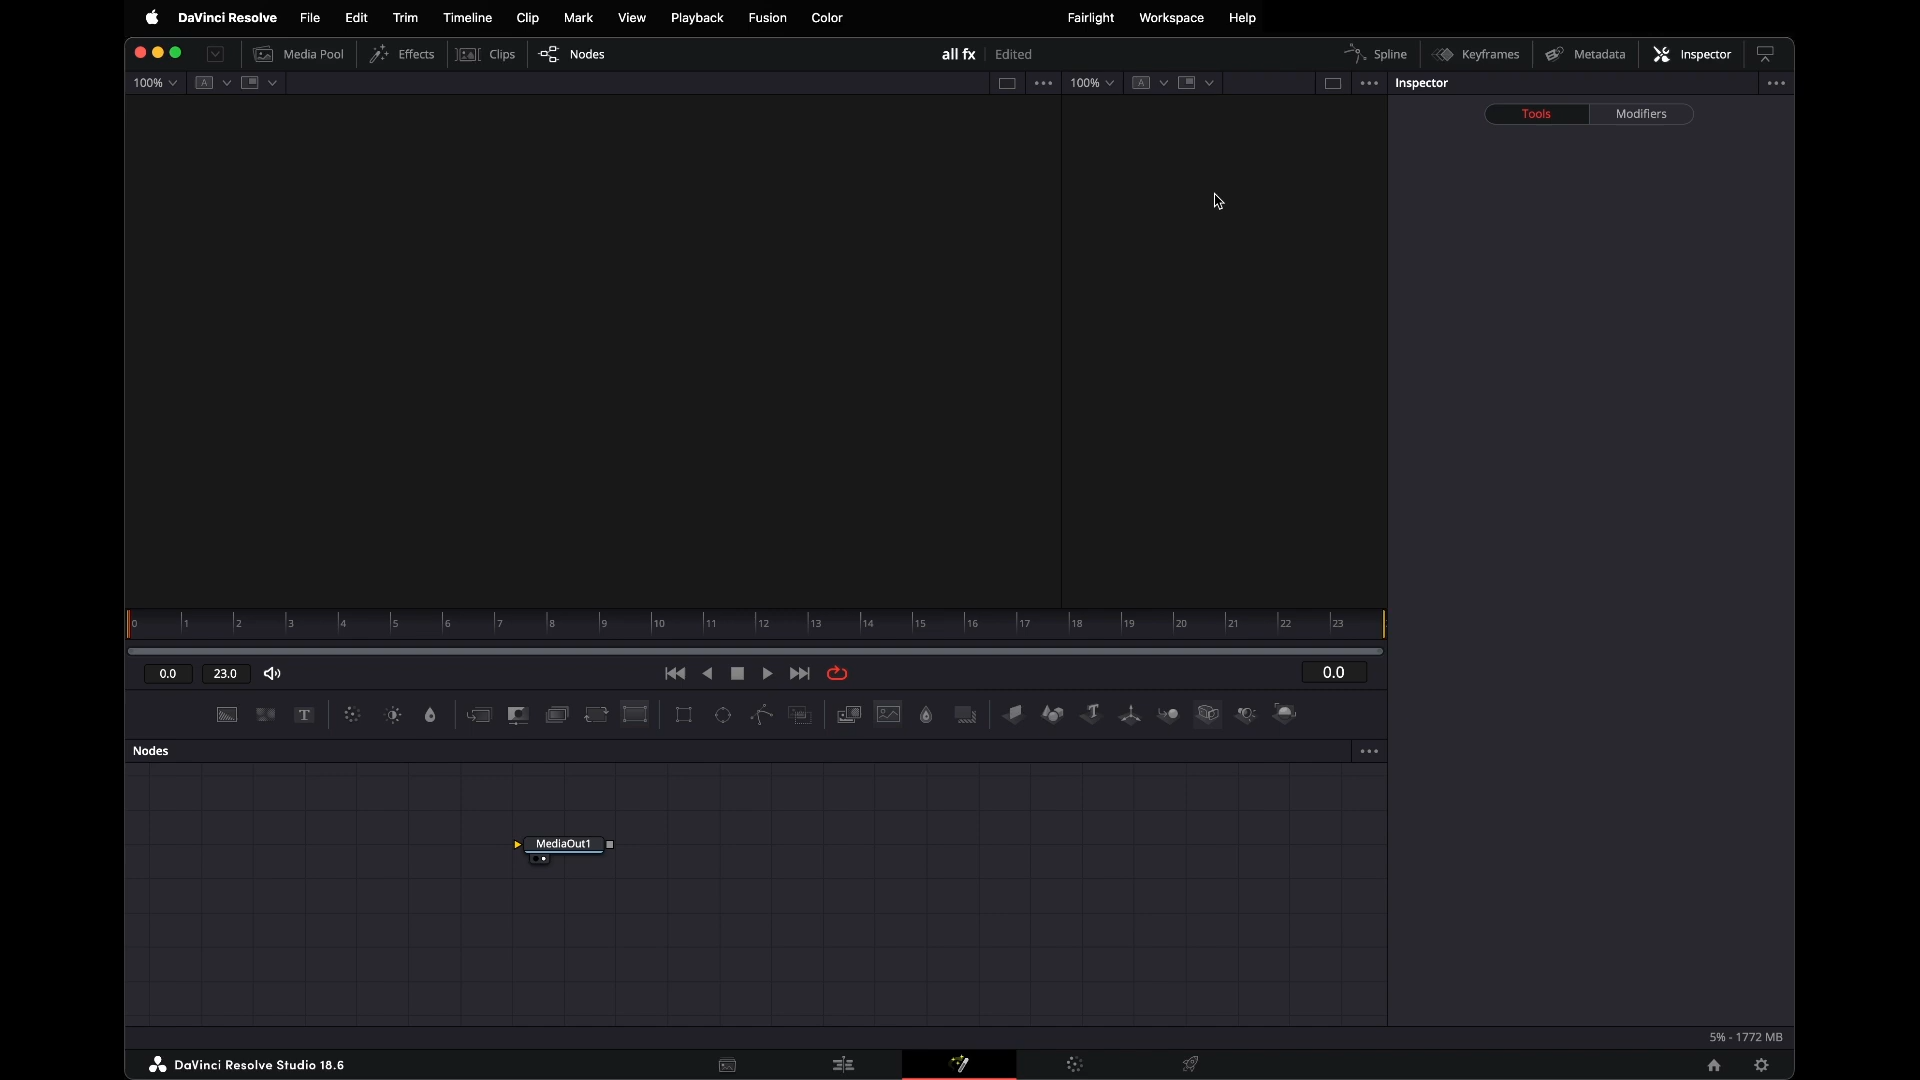 DaVinci Resolve File Edit Trim Timeline Clip Mark View Playback Fusion Color Fairlight Workspace Help
Media Pool Effects Clips Nodes all fx Edited Spline Keyframes Metadata Inspector
100% A 100% A Inspector
Tools Modifiers
0 1 2 3 4 5 6 7 8 9 10 11 12 13 14 15 16 17 18 19 20 21 22 23
0.0 23.0 0.0
T T
Nodes
MediaOut1
5% - 1772 MB
DaVinci Resolve Studio 18.6